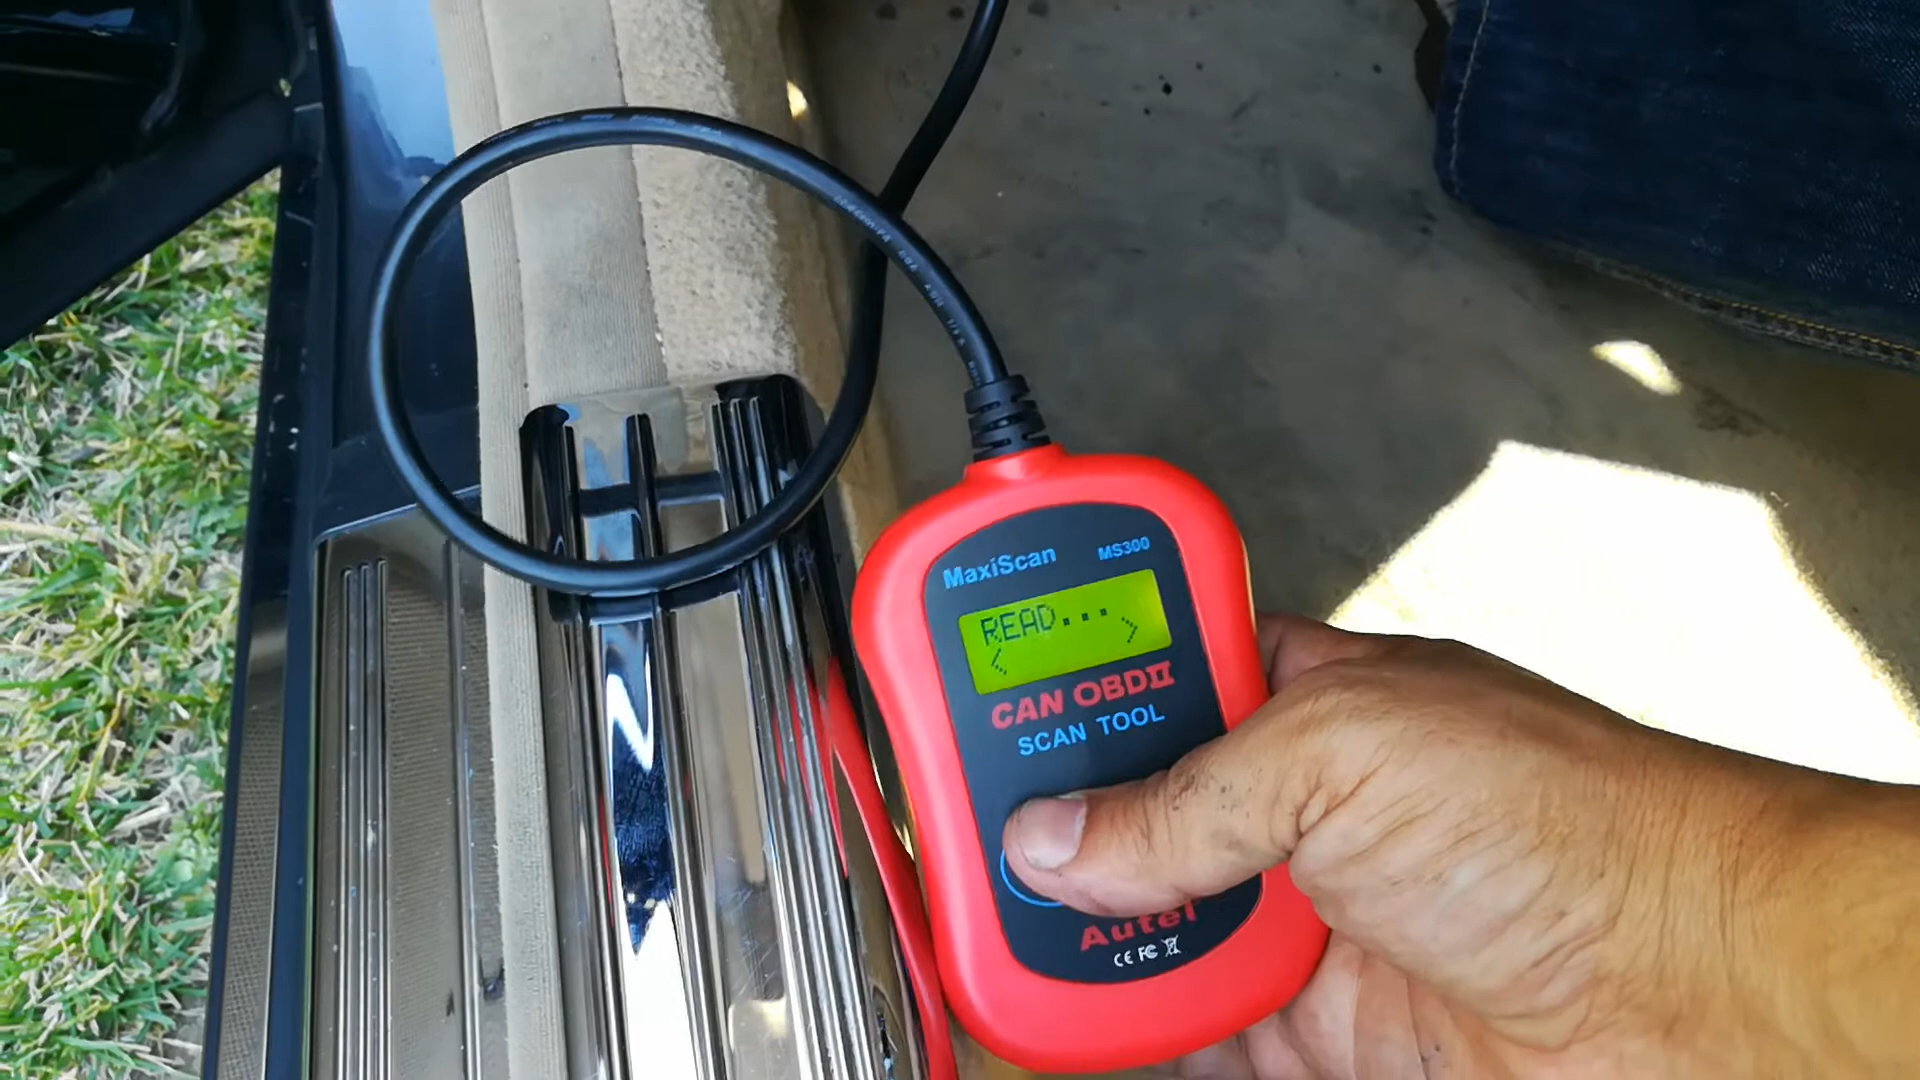 MaxiScan MS300
READ...
< >
CAN OBDII
SCAN TOOL
Autel
CE FC